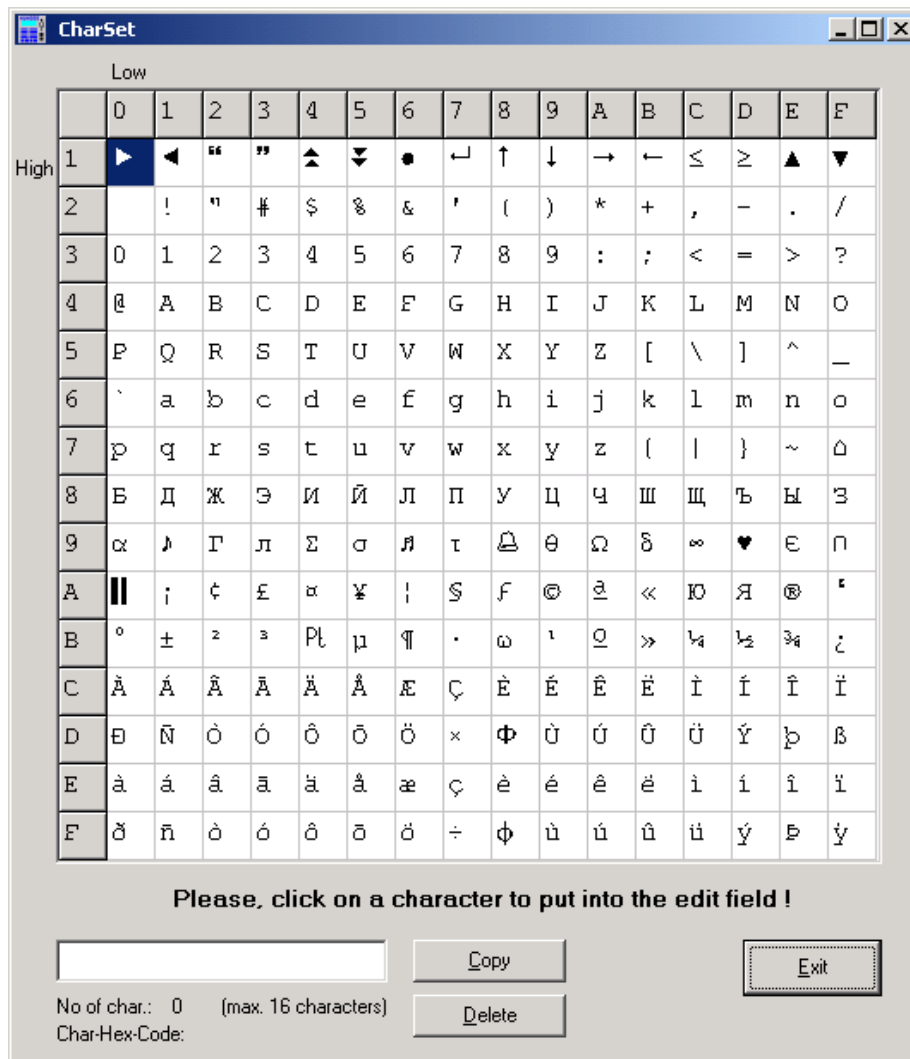 CharSet
Low
0 1 2 3 4 5 6 7 8 9 A B C D E F
High 1 ► ◄ “ ” ⯭ ⯯ ● ↵ ↑ ↓ → ← ≤ ≥ ▲ ▼
2 ! " # $ % & ' ( ) * + , - . /
3 0 1 2 3 4 5 6 7 8 9 : ; < = > ?
4 @ A B C D E F G H I J K L M N O
5 P Q R S T U V W X Y Z [ \ ] ^ _
6 ` a b c d e f g h i j k l m n o
7 p q r s t u v w x y z ( | } ~ ⌂
8 Б Д Ж Э И Й Л П У Ц Ч Ш Щ Ъ Ы З
9 α ♪ Г л Σ σ ♬ τ 🔔 θ Ω δ ∞ ♥ Є ∩
A ⏸ ¡ ¢ £ ¤ ¥ ¦ § ƒ © ª « Ю Я ® ‛
B ° ± ² ³ ₧ µ ¶ · ω ¹ º » ¼ ½ ¾ ¿
C À Á Â Ã Ä Å Æ Ç È É Ê Ë Ì Í Î Ï
D Ð Ñ Ò Ó Ô Õ Ö × Ф Ù Ú Û Ü Ý þ ß
E à á â ã ä å æ ç è é ê ë ì í î ï
F ð ñ ò ó ô õ ö ÷ ф ù ú û ü ý Þ ÿ
Please, click on a character to put into the edit field !
Copy
Exit
No of char.: 0 (max. 16 characters)
Delete
Char-Hex-Code: